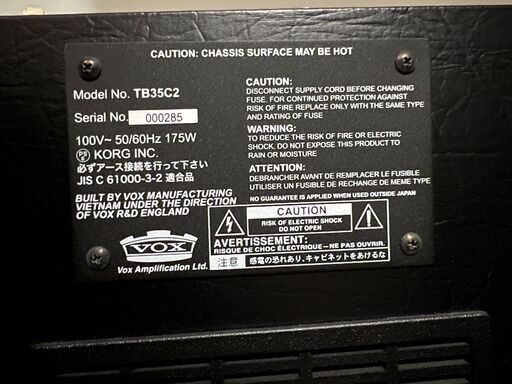 CAUTION: CHASSIS SURFACE MAY BE HOT
Model No. TB35C2
Serial No. 000285
100V~ 50/60Hz 175W
PS E KORG INC.
必ずアース接続を行って下さい
JIS C 61000-3-2 適合品
BUILT BY VOX MANUFACTURING
VIETNAM UNDER THE DIRECTION
OF VOX R&D ENGLAND
VOX
Vox Amplification Ltd.
CAUTION:
DISCONNECT SUPPLY CORD BEFORE CHANGING
FUSE. FOR CONTINUED PROTECTION AGAINST
RISK OF FIRE REPLACE ONLY WITH THE SAME TYPE
AND RATING OF FUSE
WARNING:
TO REDUCE THE RISK OF FIRE OR ELECTRIC
SHOCK, DO NOT EXPOSE THIS PRODUCT TO
RAIN OR MOISTURE
ATTENTION:
DEBRANCHER AVANT DE REMPLACER LE FUSIBLE
UTILISER UN FUSIBLE DE RECHANGE DE MEME TYPE
NO GUARANTEE IS APPLIED WHEN USED OUTSIDE JAPAN
CAUTION
RISK OF ELECTRIC SHOCK
DO NOT OPEN
AVERTISSEMENT:
RISQUE DE CHOC ÉLECTRIQUE-NE PAS OUVRIR.
注意 感電の恐れあり、キャビネットをあけるな